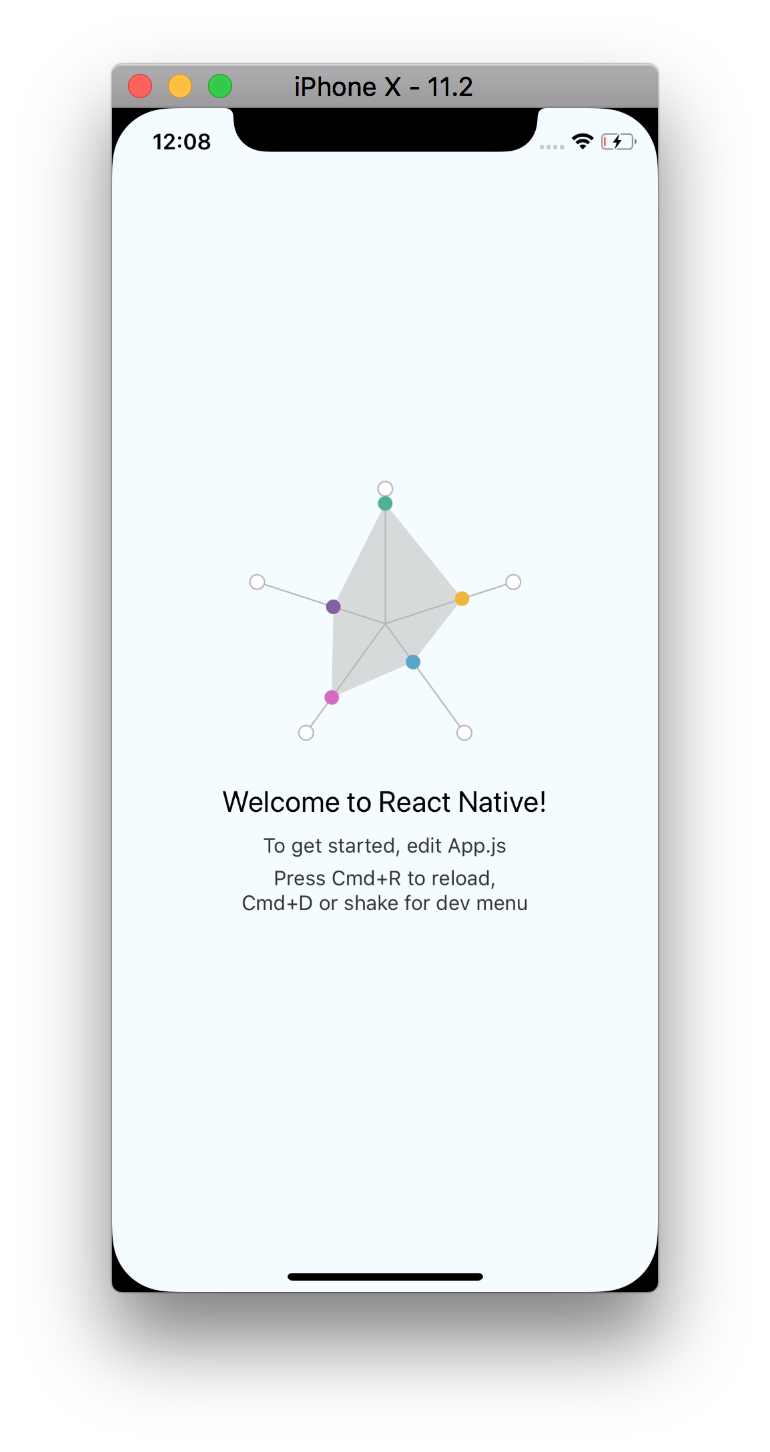 iPhone X - 11.2
12:08
Welcome to React Native!
To get started, edit App.js
Press Cmd+R to reload,
Cmd+D or shake for dev menu